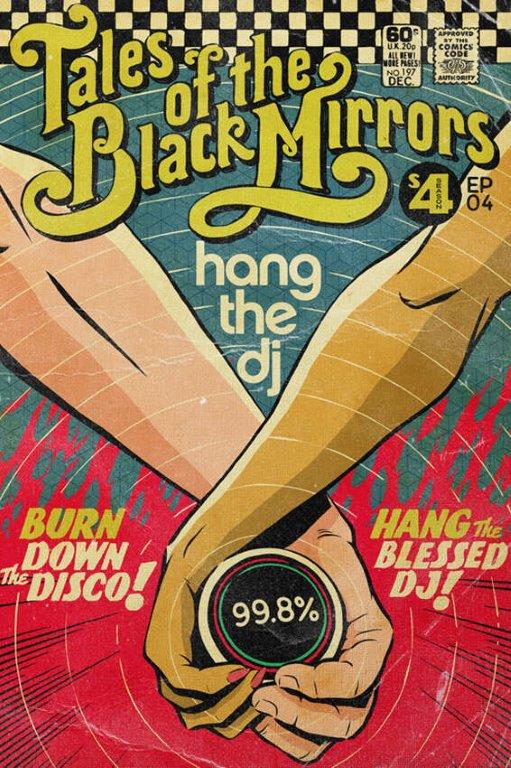 Tales
of the
Black Mirrors
60¢
U.K. 20p
ALL NEW!
MORE PAGES!
NO. 197
DEC.
APPROVED
BY THE
COMICS
CODE
AUTHORITY
S4
SEASON
EP
04
hang
the
dj
BURN
DOWN
The DISCO!
HANG the
BLESSED
DJ!
99.8%